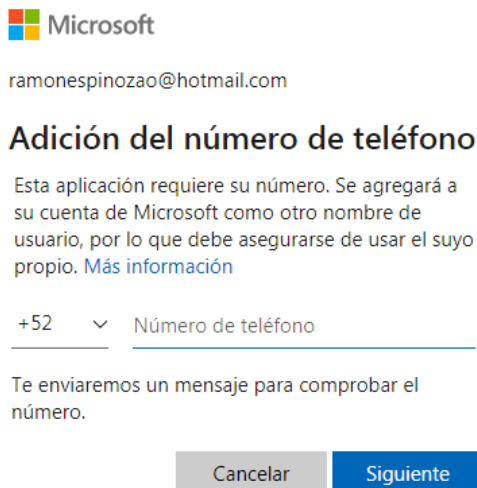 Microsoft
ramonespinozao@hotmail.com
Adición del número de teléfono
Esta aplicación requiere su número. Se agregará a
su cuenta de Microsoft como otro nombre de
usuario, por lo que debe asegurarse de usar el suyo
propio. Más información
+52 Número de teléfono
Te enviaremos un mensaje para comprobar el
número.
Cancelar Siguiente